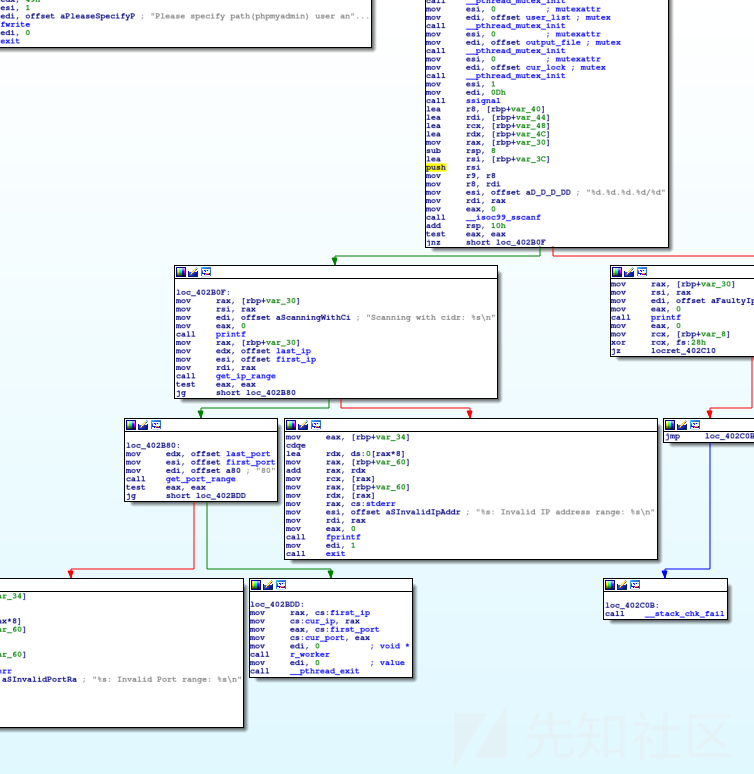 esi, 1
edi, offset aPleaseSpecifyP ; "Please specify path(phpmyadmin) user an"...
fwrite
edi, 0
exit
call __pthread_mutex_init
mov esi, 0 ; mutexattr
mov edi, offset user_list ; mutex
call __pthread_mutex_init
mov esi, 0 ; mutexattr
mov edi, offset output_file ; mutex
call __pthread_mutex_init
mov esi, 0 ; mutexattr
mov edi, offset cur_lock ; mutex
call __pthread_mutex_init
mov esi, 1
mov edi, 0Dh
call ssignal
lea r8, [rbp+var_40]
lea rdi, [rbp+var_44]
lea rcx, [rbp+var_48]
lea rdx, [rbp+var_4C]
mov rax, [rbp+var_30]
sub rsp, 8
lea rsi, [rbp+var_3C]
push rsi
mov r9, r8
mov r8, rdi
mov esi, offset aD_D_D_DD ; "%d.%d.%d.%d/%d"
mov rdi, rax
mov eax, 0
call __isoc99_sscanf
add rsp, 10h
test eax, eax
jnz short loc_402B0F
loc_402B0F:
mov rax, [rbp+var_30]
mov rsi, rax
mov edi, offset aScanningWithCi ; "Scanning with cidr: %s\n"
mov eax, 0
call printf
mov rax, [rbp+var_30]
mov edx, offset last_ip
mov esi, offset first_ip
mov rdi, rax
call get_ip_range
test eax, eax
jg short loc_402B80
mov rax, [rbp+var_30]
mov rsi, rax
mov edi, offset aFaultyIp
mov eax, 0
call printf
mov eax, 0
mov rcx, [rbp+var_8]
xor rcx, fs:28h
jz locret_402C10
loc_402B80:
mov edx, offset last_port
mov esi, offset first_port
mov edi, offset a80 ; "80"
call get_port_range
test eax, eax
jg short loc_402BDD
mov eax, [rbp+var_34]
cdqe
lea rdx, ds:0[rax*8]
mov rax, [rbp+var_60]
add rax, rdx
mov rcx, [rax]
mov rax, [rbp+var_60]
mov rdx, [rax]
mov rax, cs:stderr
mov esi, offset aSInvalidIpAddr ; "%s: Invalid IP address range: %s\n"
mov rdi, rax
mov eax, 0
call fprintf
mov edi, 1
call exit
jmp loc_402C0B
ar_34]
ax*8]
ar_60]
ar_60]
err
aSInvalidPortRa ; "%s: Invalid Port range: %s\n"
loc_402BDD:
mov rax, cs:first_ip
mov cs:cur_ip, rax
mov eax, cs:first_port
mov cs:cur_port, eax
mov edi, 0 ; void *
call r_worker
mov edi, 0 ; value
call __pthread_exit
loc_402C0B:
call __stack_chk_fail
先知社区